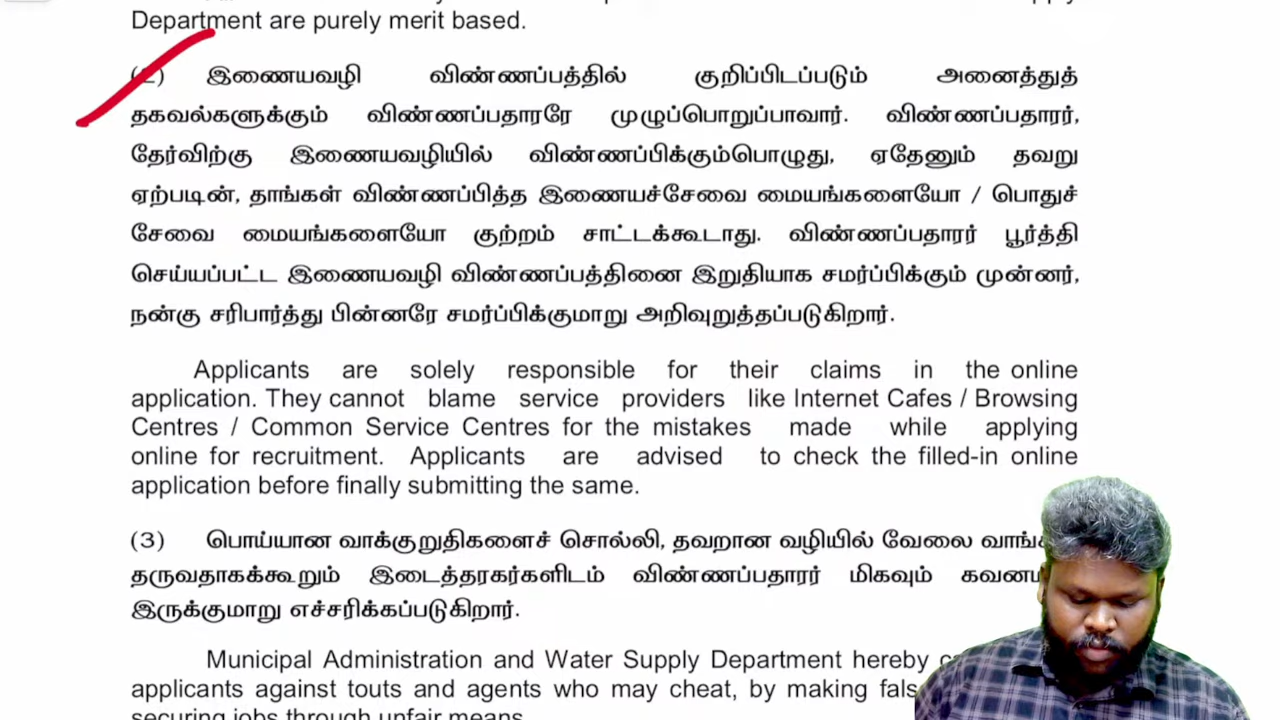 Department are purely merit based.
(2) இணையவழி விண்ணப்பத்தில் குறிப்பிடப்படும் அனைத்துத்
தகவல்களுக்கும் விண்ணப்பதாரரே முழுப்பொறுப்பாவார். விண்ணப்பதாரர்,
தேர்விற்கு இணையவழியில் விண்ணப்பிக்கும்பொழுது, ஏதேனும் தவறு
ஏற்படின், தாங்கள் விண்ணப்பித்த இணையச்சேவை மையங்களையோ / பொதுச்
சேவை மையங்களையோ குற்றம் சாட்டக்கூடாது. விண்ணப்பதாரர் பூர்த்தி
செய்யப்பட்ட இணையவழி விண்ணப்பத்தினை இறுதியாக சமர்ப்பிக்கும் முன்னர்,
நன்கு சரிபார்த்து பின்னரே சமர்ப்பிக்குமாறு அறிவுறுத்தப்படுகிறார்.
Applicants are solely responsible for their claims in the online
application. They cannot blame service providers like Internet Cafes / Browsing
Centres / Common Service Centres for the mistakes made while applying
online for recruitment. Applicants are advised to check the filled-in online
application before finally submitting the same.
(3) பொய்யான வாக்குறுதிகளைச் சொல்லி, தவறான வழியில் வேலை
தருவதாகக்கூறும் இடைத்தரகர்களிடம் விண்ணப்பதாரர் மிகவும்
இருக்குமாறு எச்சரிக்கப்படுகிறார்.
Municipal Administration and Water Supply Department hereby
applicants against touts and agents who may cheat, by making
securing jobs through unfair means.